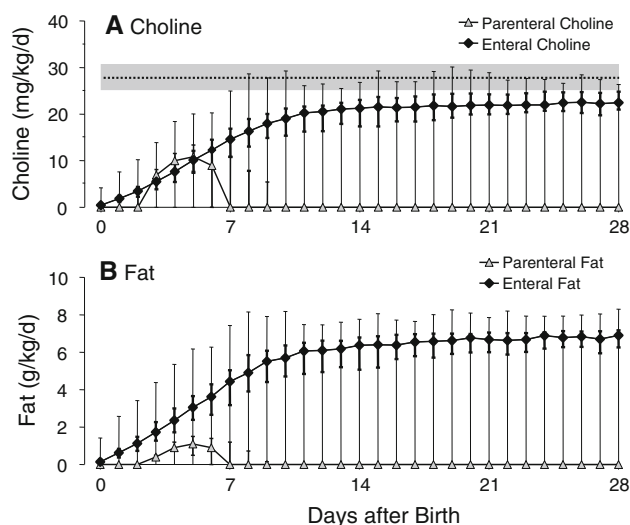 A Choline
Parenteral Choline
Enteral Choline
Choline (mg/kg/d)
40
30
20
10
0
0 7 14 21 28
B Fat
Parenteral Fat
Enteral Fat
Fat (g/kg/d)
10
8
6
4
2
0
0 7 14 21 28
Days after Birth